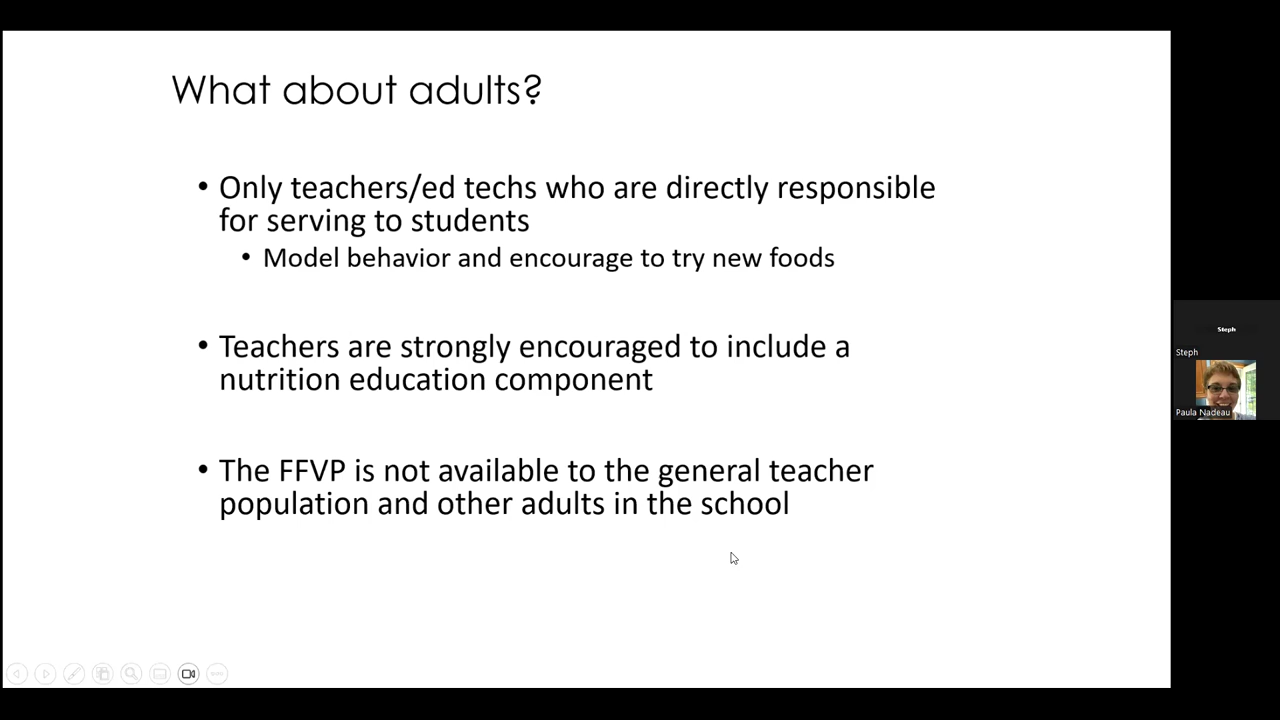 What about adults?
• Only teachers/ed techs who are directly responsible
for serving to students
• Model behavior and encourage to try new foods
• Teachers are strongly encouraged to include a
nutrition education component
• The FFVP is not available to the general teacher
population and other adults in the school
Steph
Steph
Paula Nadeau